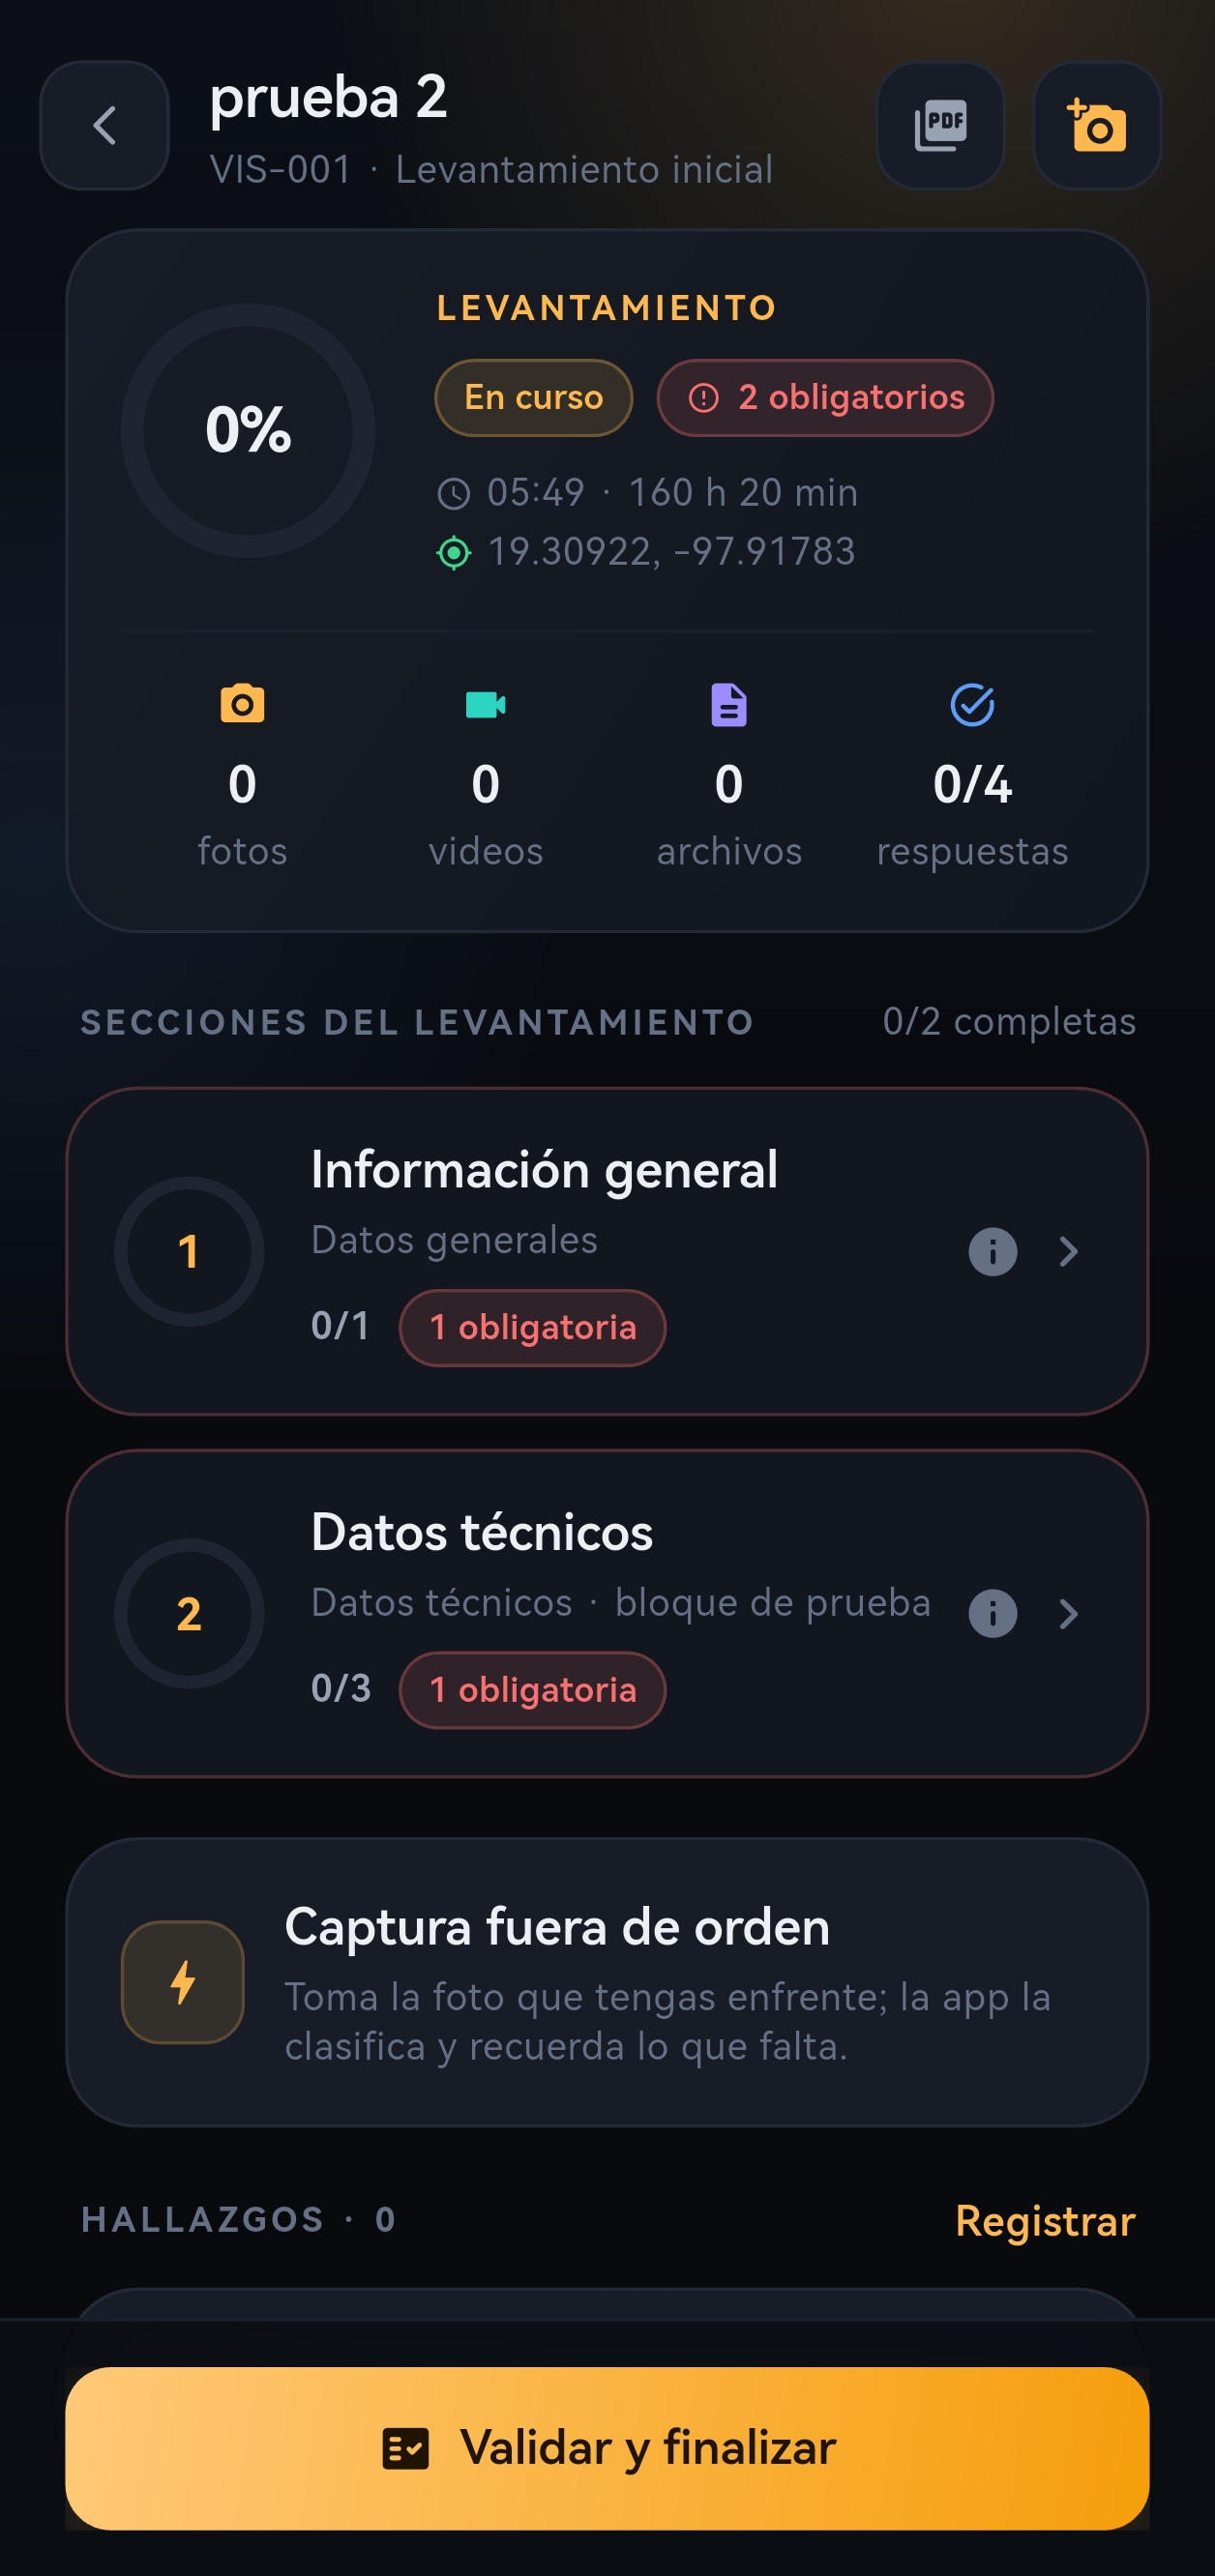 prueba 2
VIS-001 · Levantamiento inicial
PDF
LEVANTAMIENTO
0%
En curso
2 obligatorios
05:49 · 160 h 20 min
19.30922, -97.91783
0
0
0
0/4
fotos
videos
archivos
respuestas
SECCIONES DEL LEVANTAMIENTO
0/2 completas
1
Información general
Datos generales
0/1
1 obligatoria
2
Datos técnicos
Datos técnicos · bloque de prueba
0/3
1 obligatoria
Captura fuera de orden
Toma la foto que tengas enfrente; la app la
clasifica y recuerda lo que falta.
HALLAZGOS · 0
Registrar
Validar y finalizar